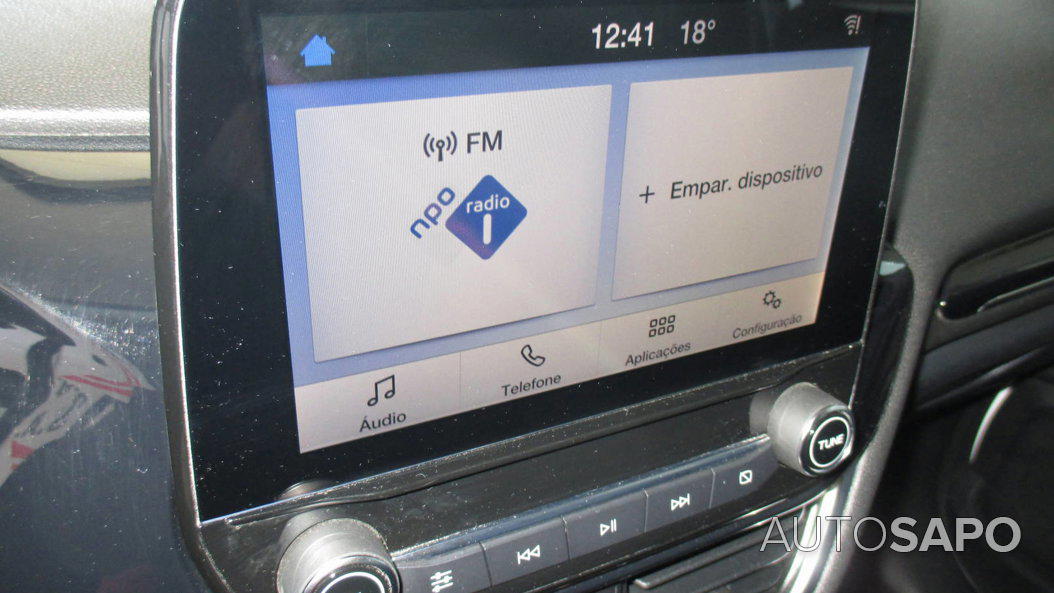 12:41 18°
FM
npo radio 1
+ Empar. dispositivo
Áudio
Telefone
Aplicações
Configuração
TUNE
AUTOSAPO